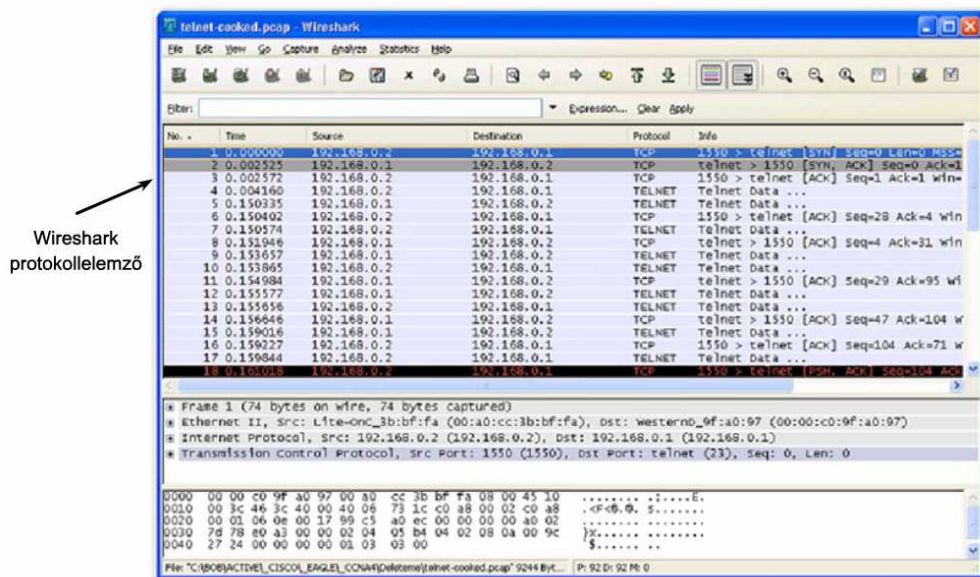 telnet-cooked.pcap - Wireshark
File Edit View Go Capture Analyze Statistics Help
Filter: Expression... Clear Apply
No. Time Source Destination Protocol Info
1 0.000000 192.168.0.2 192.168.0.1 TCP 1550 > telnet [SYN] Seq=0 Len=0 MSS=
2 0.002525 192.168.0.1 192.168.0.2 TCP telnet > 1550 [SYN, ACK] Seq=0 Ack=1
3 0.002572 192.168.0.2 192.168.0.1 TCP 1550 > telnet [ACK] Seq=1 Ack=1 Win=
4 0.004160 192.168.0.2 192.168.0.1 TELNET Telnet Data ...
5 0.150335 192.168.0.1 192.168.0.2 TELNET Telnet Data ...
6 0.150402 192.168.0.2 192.168.0.1 TCP 1550 > telnet [ACK] Seq=28 Ack=4 Win
7 0.150574 192.168.0.2 192.168.0.1 TELNET Telnet Data ...
8 0.151946 192.168.0.1 192.168.0.2 TCP telnet > 1550 [ACK] Seq=4 Ack=31 Win
9 0.153657 192.168.0.1 192.168.0.2 TELNET Telnet Data ...
10 0.153865 192.168.0.2 192.168.0.1 TELNET Telnet Data ...
11 0.154984 192.168.0.1 192.168.0.2 TCP telnet > 1550 [ACK] Seq=29 Ack=95 Wi
12 0.155577 192.168.0.1 192.168.0.2 TELNET Telnet Data ...
13 0.155656 192.168.0.2 192.168.0.1 TELNET Telnet Data ...
14 0.156646 192.168.0.1 192.168.0.2 TCP telnet > 1550 [ACK] Seq=47 Ack=104 W
15 0.159016 192.168.0.1 192.168.0.2 TELNET Telnet Data ...
16 0.159227 192.168.0.2 192.168.0.1 TCP 1550 > telnet [ACK] Seq=104 Ack=71 W
17 0.159844 192.168.0.2 192.168.0.1 TELNET Telnet Data ...
18 0.161018 192.168.0.2 192.168.0.1 TCP 1550 > telnet [PSH, ACK] Seq=104 Ack
Wireshark
protokollelemző
Frame 1 (74 bytes on wire, 74 bytes captured)
Ethernet II, Src: Lite-OnC_3b:bf:fa (00:a0:cc:3b:bf:fa), Dst: WesternD_9f:a0:97 (00:00:c0:9f:a0:97)
Internet Protocol, Src: 192.168.0.2 (192.168.0.2), Dst: 192.168.0.1 (192.168.0.1)
Transmission Control Protocol, Src Port: 1550 (1550), Dst Port: telnet (23), Seq: 0, Len: 0
0000 00 00 c0 9f a0 97 00 a0 cc 3b bf fa 08 00 45 10 ........ .;....E.
0010 00 3c 46 3c 40 00 40 06 73 1c c0 a8 00 02 c0 a8 .<F<@.@. s.......
0020 00 01 06 0e 00 17 99 c5 a0 ec 00 00 00 00 a0 02 ........ ........
0030 7d 78 e0 a3 00 00 02 04 05 b4 04 02 08 0a 00 9c }x...... ........
0040 27 24 00 00 00 00 01 03 03 00 '$...... ..
File: "C:\BOB\ACTIVE\_CISCO\_EAGLE\_CCNA4\Deleteme\telnet-cooked.pcap" 9244 Byt... P: 92 D: 92 M: 0